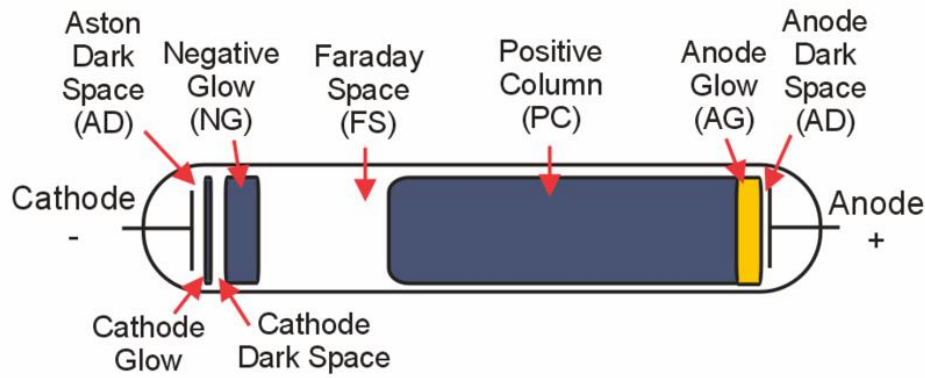 Aston
Dark
Space
(AD)
Negative
Glow
(NG)
Faraday
Space
(FS)
Positive
Column
(PC)
Anode
Glow
(AG)
Anode
Dark
Space
(AD)
Cathode
-
Anode
+
Cathode
Glow
Cathode
Dark Space